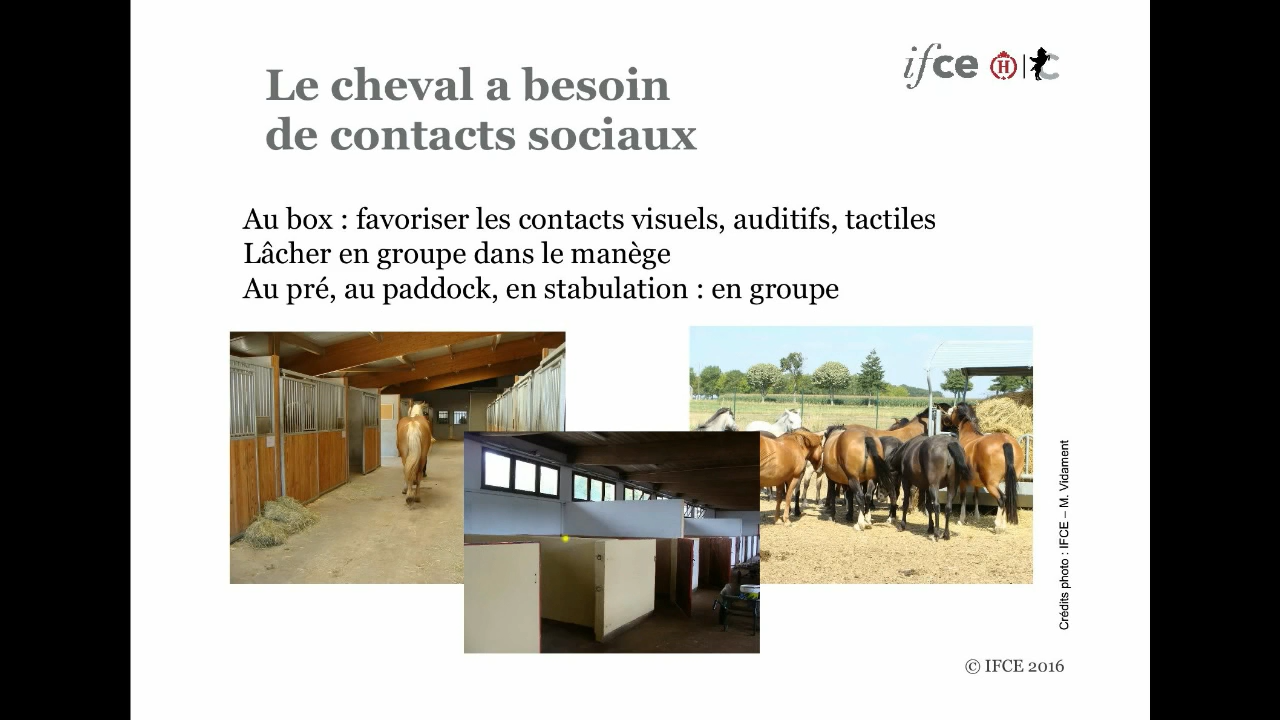 Le cheval a besoin
de contacts sociaux
ifce
H
Au box : favoriser les contacts visuels, auditifs, tactiles
Lâcher en groupe dans le manège
Au pré, au paddock, en stabulation : en groupe
Crédits photo : IFCE – M. Vidament
© IFCE 2016